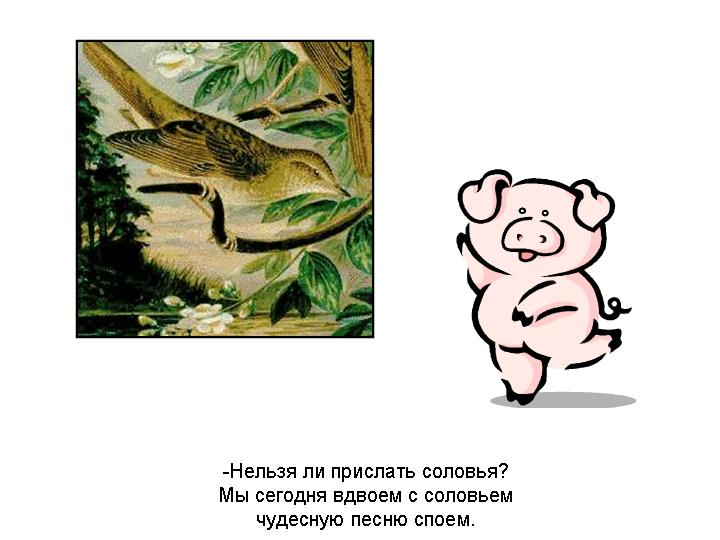 -Нельзя ли прислать соловья?
Мы сегодня вдвоем с соловьем
чудесную песню споем.